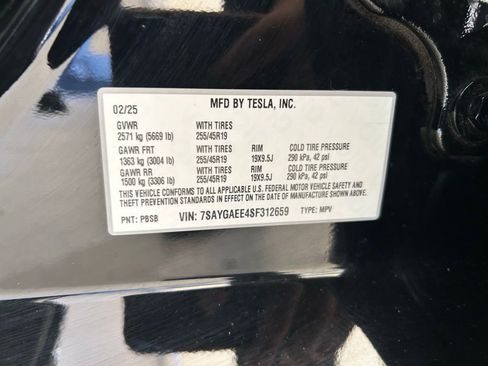 MFD BY TESLA, INC.
02/25
GVWR WITH TIRES
2571 kg (5669 lb) 255/45R19
GAWR FRT WITH TIRES RIM COLD TIRE PRESSURE
1363 kg (3004 lb) 255/45R19 19X9.5J 290 kPa, 42 psi
GAWR RR WITH TIRES RIM COLD TIRE PRESSURE
1500 kg (3306 lb) 255/45R19 19X9.5J 290 kPa, 42 psi
THIS VEHICLE CONFORMS TO ALL APPLICABLE U.S. FEDERAL MOTOR VEHICLE SAFETY AND
THEFT PREVENTION STANDARDS IN EFFECT ON THE DATE OF MANUFACTURE SHOWN ABOVE.
PNT: PBSB VIN: 7SAYGAEE4SF312659 TYPE: MPV